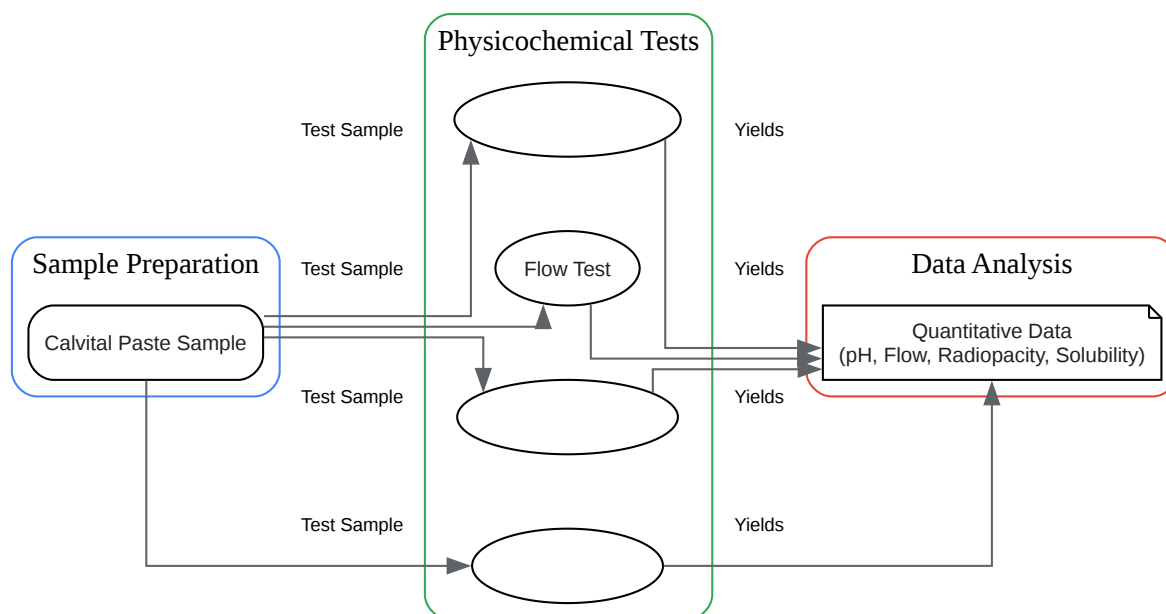 Physicochemical Tests
Test Sample
Yields
Sample Preparation
Test Sample
Flow Test
Yields
Data Analysis
Calvital Paste Sample
Quantitative Data
(pH, Flow, Radiopacity, Solubility)
Test Sample
Yields
Test Sample
Yields